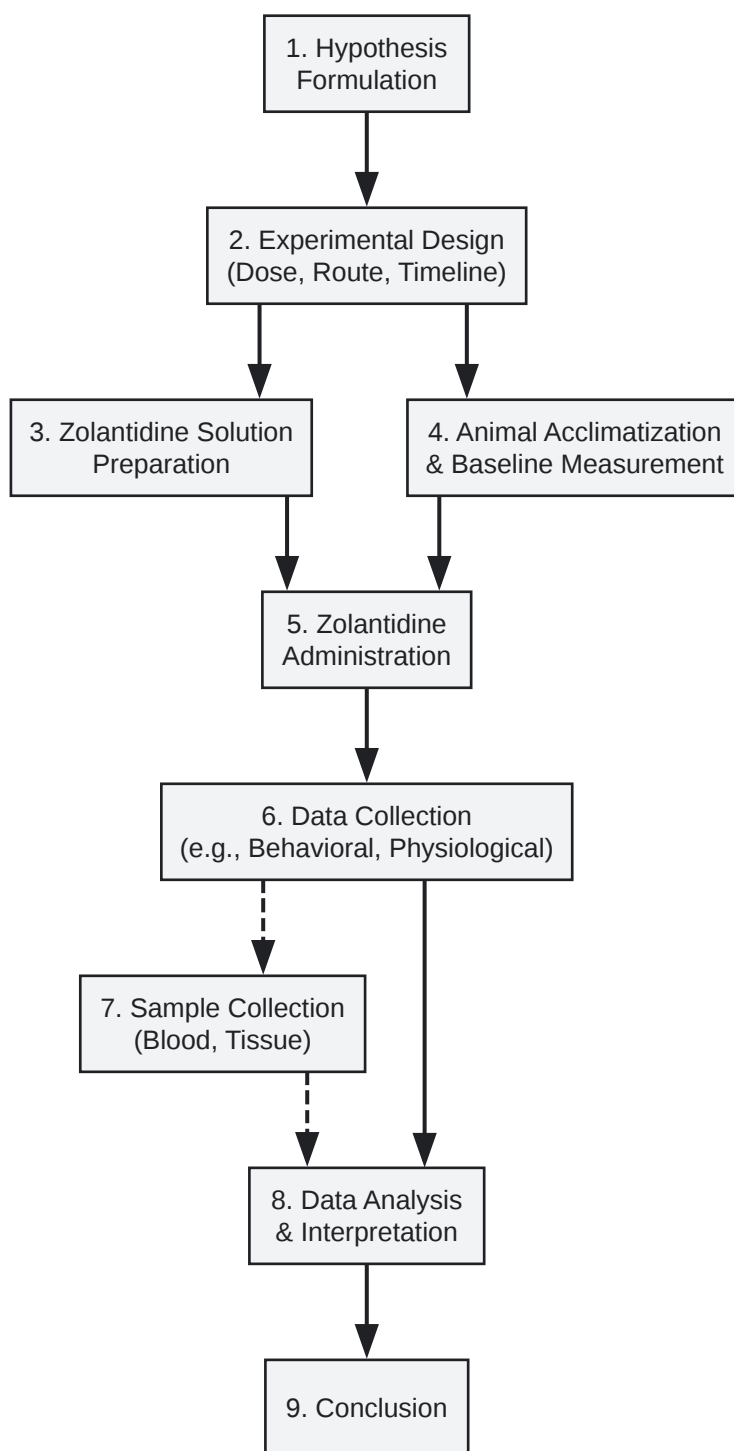 1. Hypothesis
Formulation
2. Experimental Design
(Dose, Route, Timeline)
3. Zolantidine Solution
Preparation
4. Animal Acclimatization
& Baseline Measurement
5. Zolantidine
Administration
6. Data Collection
(e.g., Behavioral, Physiological)
7. Sample Collection
(Blood, Tissue)
8. Data Analysis
& Interpretation
9. Conclusion